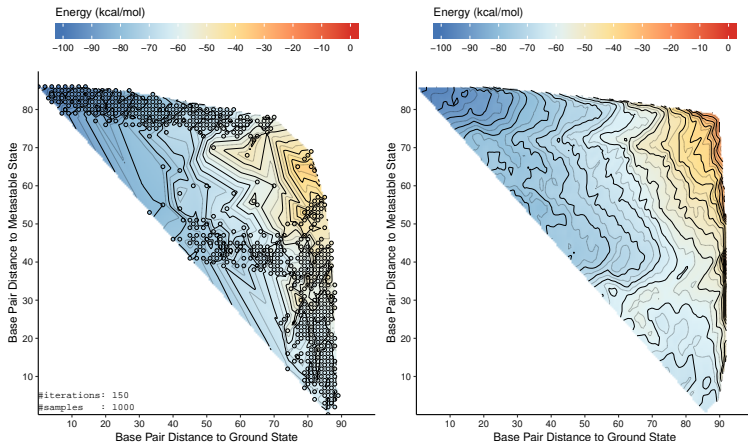 Energy (kcal/mol)
-100 -80 -70 -60 -50 -40 -30 -20 -10 0
Base Pair Distance to Metastable State
80
70
60
50
40
30
20
10
#iterations: 150
#samples : 1000
10 20 30 40 50 60 70 80 90
Base Pair Distance to Ground State
Energy (kcal/mol)
-100 -80 -70 -60 -50 -40 -30 -20 -10 0
Base Pair Distance to Metastable State
80
70
60
50
40
30
20
10
10 20 30 40 50 60 70 80 90
Base Pair Distance to Ground State